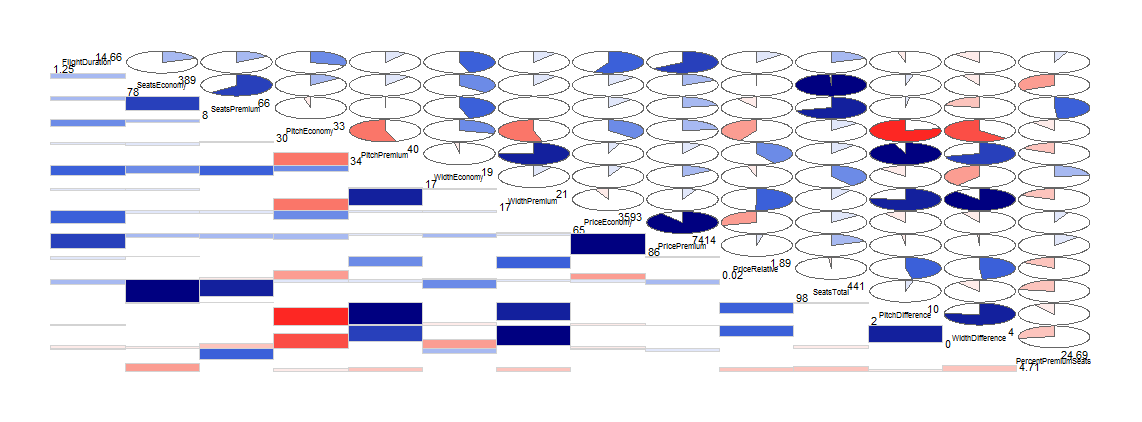 FlightDuration 14.66
1.25
SeatsEconomy 389
78
SeatsPremium 66
8
PitchEconomy 33
30
PitchPremium 40
34
WidthEconomy 19
17
WidthPremium 21
17
PriceEconomy 3593
65
PricePremium 7414
86
PriceRelative 1.89
0.02
SeatsTotal 441
98
PitchDifference 10
2
WidthDifference 4
0
PercentPremiumSeats 24.69
4.71